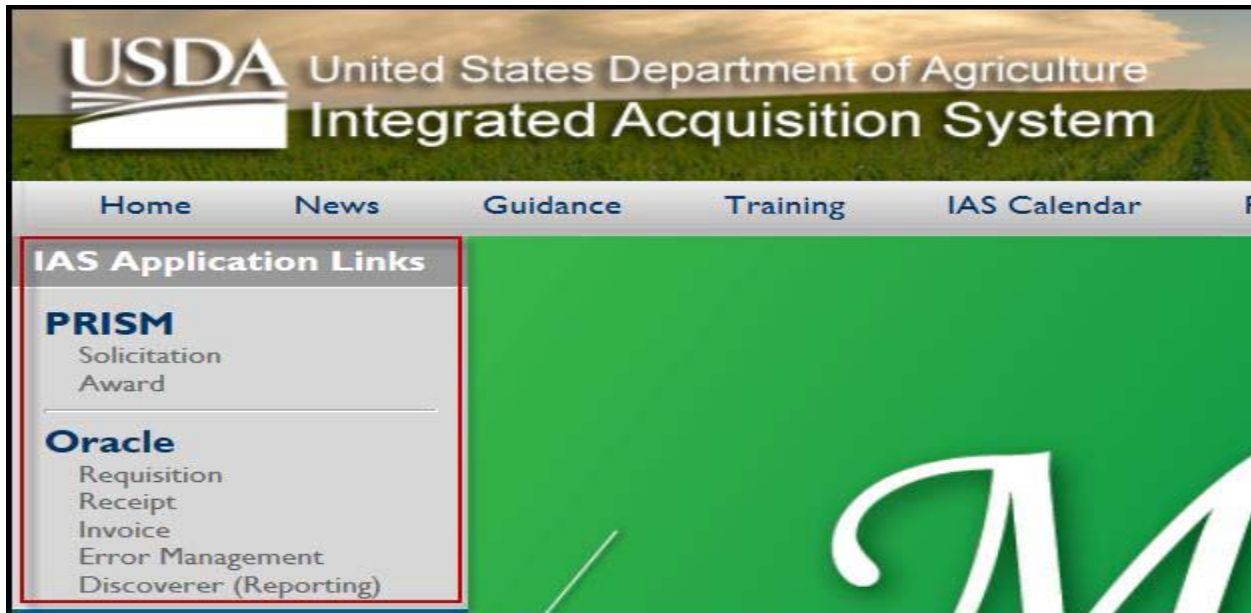 USDA
United States Department of Agriculture
Integrated Acquisition System
Home News Guidance Training IAS Calendar
IAS Application Links
PRISM
Solicitation
Award
Oracle
Requisition
Receipt
Invoice
Error Management
Discoverer (Reporting)